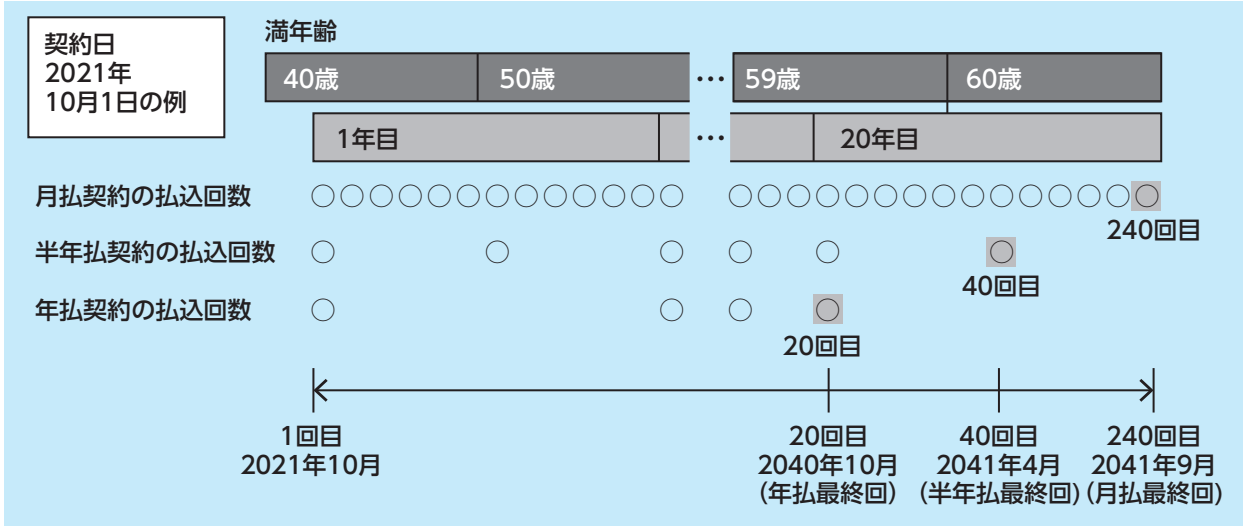 契約日
2021年
10月1日の例
満年齢
40歳 50歳 … 59歳 60歳
1年目 … 20年目
月払契約の払込回数
240回目
半年払契約の払込回数
40回目
年払契約の払込回数
20回目
1回目 20回目 40回目 240回目
2021年10月 2040年10月 2041年4月 2041年9月
(年払最終回) (半年払最終回) (月払最終回)